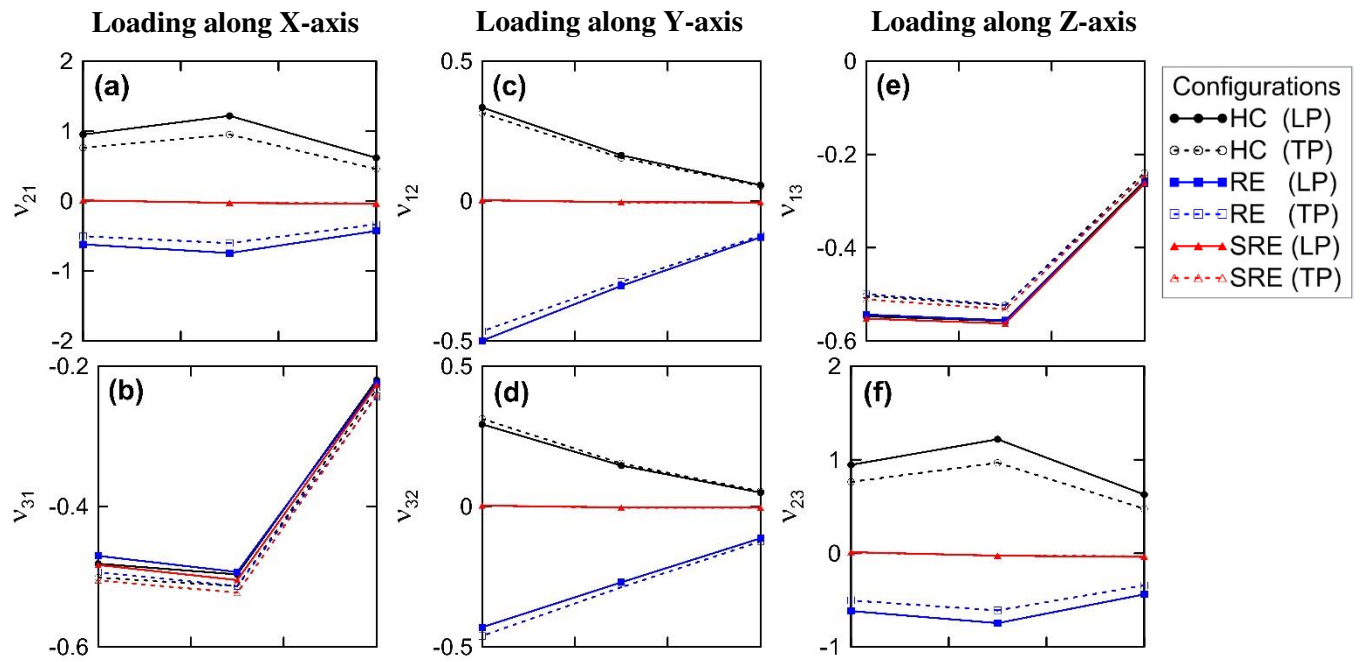 Loading along X-axis
Loading along Y-axis
Loading along Z-axis
(a)
2
1
0
-1
-2
ν21
(c)
0.5
0
-0.5
ν12
(e)
0
-0.2
-0.4
-0.6
ν13
Configurations
HC (LP)
HC (TP)
RE (LP)
RE (TP)
SRE (LP)
SRE (TP)
(b)
-0.2
-0.4
-0.6
ν31
(d)
0.5
0
-0.5
ν32
(f)
2
1
0
-1
ν23